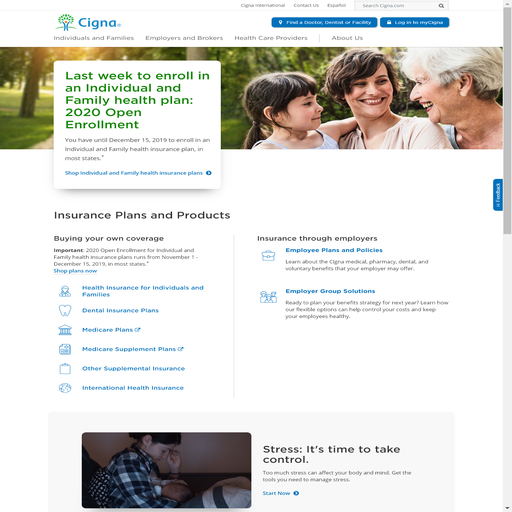 Cigna International Contact Us Español Search Cigna.com
Cigna®
Find a Doctor, Dentist or Facility
Log in to myCigna
Individuals and Families Employers and Brokers Health Care Providers About Us
Last week to enroll in
an Individual and
Family health plan:
2020 Open
Enrollment
You have until December 15, 2019 to enroll in an
Individual and Family health insurance plan, in
most states.*
Shop Individual and Family health insurance plans
Feedback
Insurance Plans and Products
Buying your own coverage
Important: 2020 Open Enrollment for Individual and
Family health insurance plans runs from November 1 -
December 15, 2019, in most states.*
Shop plans now
Health Insurance for Individuals and
Families
Dental Insurance Plans
Medicare Plans
Medicare Supplement Plans
Other Supplemental Insurance
International Health Insurance
Insurance through employers
Employee Plans and Policies
Learn about the Cigna medical, pharmacy, dental, and
voluntary benefits that your employer may offer.
Employer Group Solutions
Ready to plan your benefits strategy for next year? Learn how
our flexible options can help control your costs and keep
your employees healthy.
Stress: It's time to take
control.
Too much stress can affect your body and mind. Get the
tools you need to manage stress.
Start Now